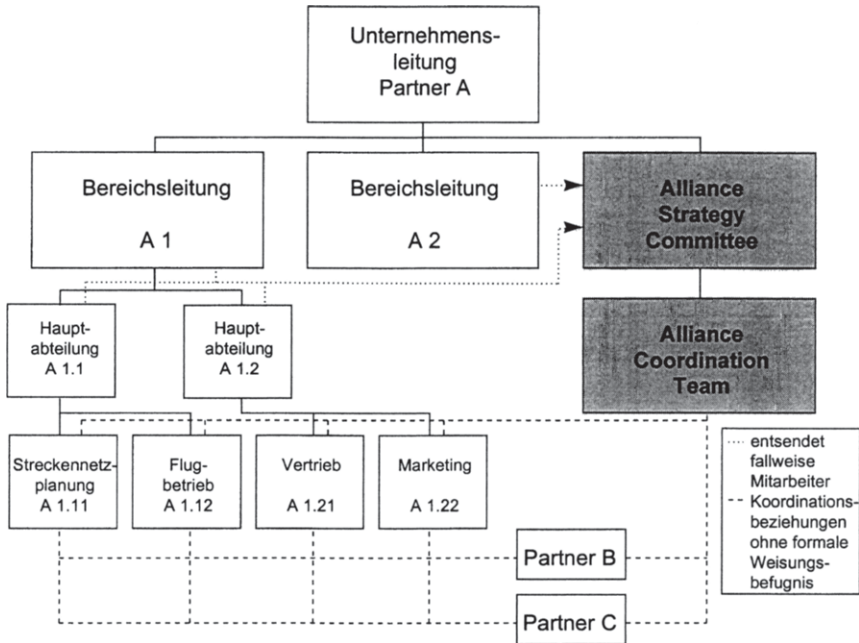 Unternehmens-
leitung
Partner A
Bereichsleitung
A 1
Bereichsleitung
A 2
Alliance
Strategy
Committee
Haupt-
abteilung
A 1.1
Haupt-
abteilung
A 1.2
Alliance
Coordination
Team
Streckennetz-
planung
A 1.11
Flug-
betrieb
A 1.12
Vertrieb
A 1.21
Marketing
A 1.22
entsendet
fallweise
Mitarbeiter
Koordinations-
beziehungen
ohne formale
Weisungs-
befugnis
Partner B
Partner C